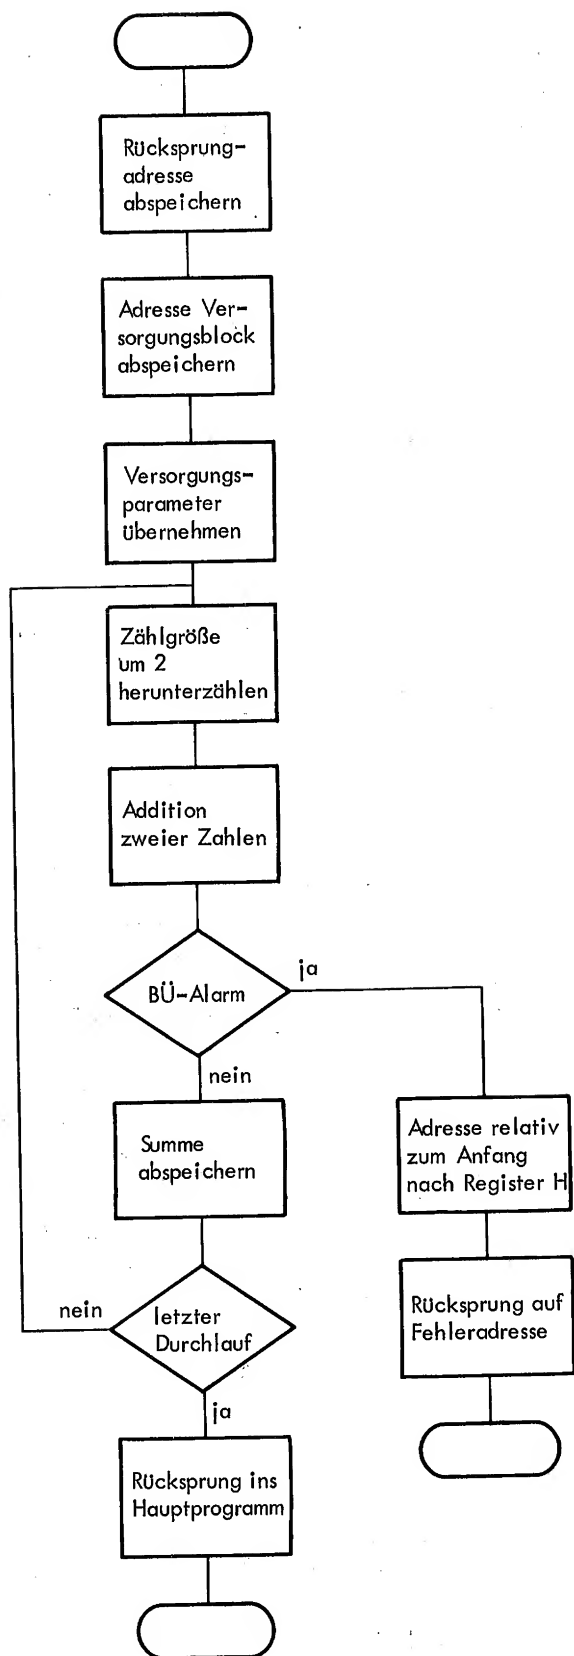 Rücksprung-
adresse
abspeichern
Adresse Ver-
sorgungsblock
abspeichern
Versorgungs-
parameter
übernehmen
Zählgröße
um 2
herunterzählen
Addition
zweier Zahlen
BÜ-Alarm
ja
nein
Summe
abspeichern
Adresse relativ
zum Anfang
nach Register H
nein
letzter
Durchlauf
Rücksprung auf
Fehleradresse
ja
Rücksprung ins
Hauptprogramm